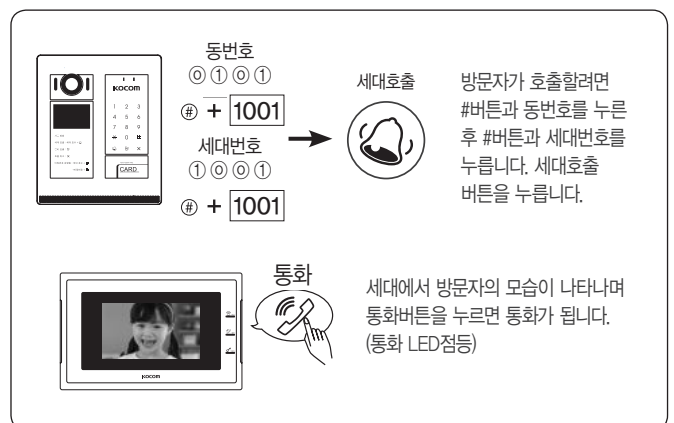 동번호
⓪①⓪①
# + 1001
세대번호
①⓪⓪①
# + 1001
세대호출
방문자가 호출할려면
#버튼과 동번호를 누른
후 #버튼과 세대번호를
누릅니다. 세대호출
버튼을 누릅니다.
KOCOM
1 2 3
4 5 6
7 8 9
* 0 #
CARD
통화
세대에서 방문자의 모습이 나타나며
통화버튼을 누르면 통화가 됩니다.
(통화 LED점등)
KOCOM